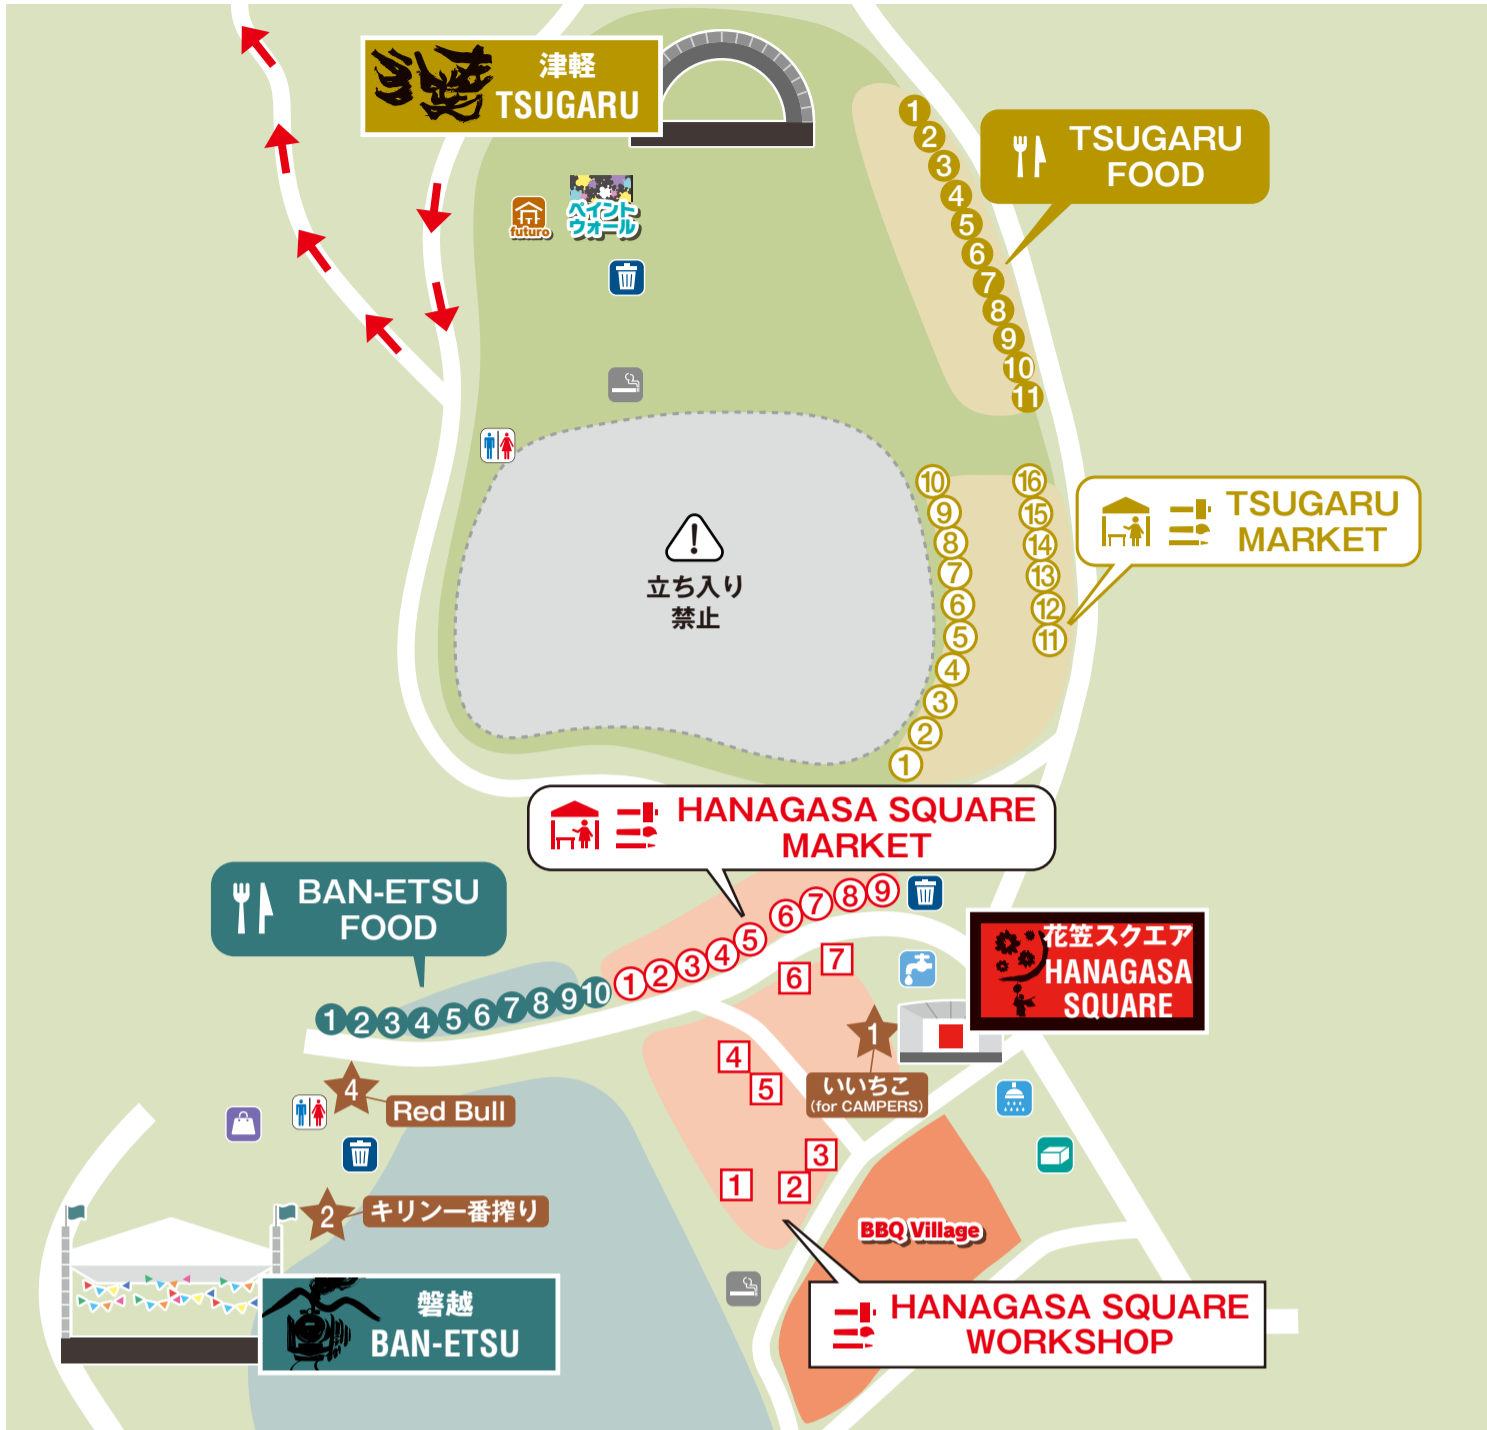 津軽
TSUGARU
TSUGARU
FOOD
1
2
3
4
5
6
7
8
9
10
11
futuro
ペイント
ウォール
立ち入り
禁止
10
9
8
7
6
5
4
3
2
1
16
15
14
13
12
11
TSUGARU
MARKET
HANAGASA SQUARE
MARKET
1
2
3
4
5
6
7
8
9
BAN-ETSU
FOOD
1
2
3
4
5
6
7
8
9
10
花笠スクエア
HANAGASA
SQUARE
7
6
4
5
3
1
2
1
いいちこ
(for CAMPERS)
4
Red Bull
2
キリン一番搾り
BBQ Village
磐越
BAN-ETSU
HANAGASA SQUARE
WORKSHOP